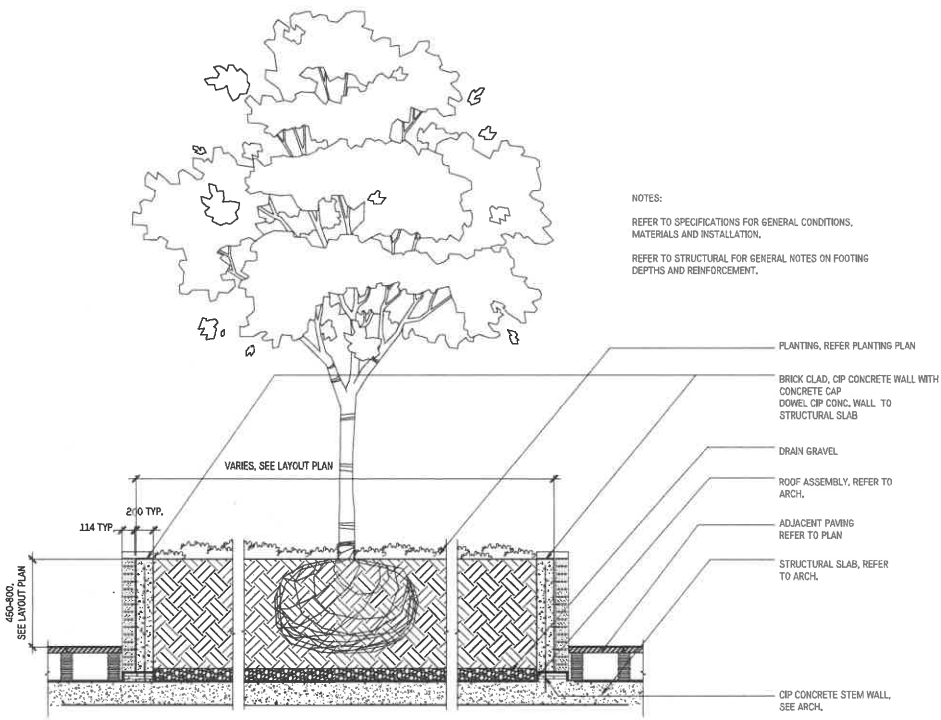 NOTES:
REFER TO SPECIFICATIONS FOR GENERAL CONDITIONS,
MATERIALS AND INSTALLATION.
REFER TO STRUCTURAL FOR GENERAL NOTES ON FOOTING
DEPTHS AND REINFORCEMENT.
PLANTING, REFER PLANTING PLAN
BRICK CLAD, CIP CONCRETE WALL WITH
CONCRETE CAP
DOWEL CIP CONC. WALL TO
STRUCTURAL SLAB
DRAIN GRAVEL
ROOF ASSEMBLY, REFER TO
ARCH.
ADJACENT PAVING
REFER TO PLAN
STRUCTURAL SLAB, REFER
TO ARCH.
CIP CONCRETE STEM WALL,
SEE ARCH.
VARIES, SEE LAYOUT PLAN
200 TYP.
114 TYP
450-800.
SEE LAYOUT PLAN